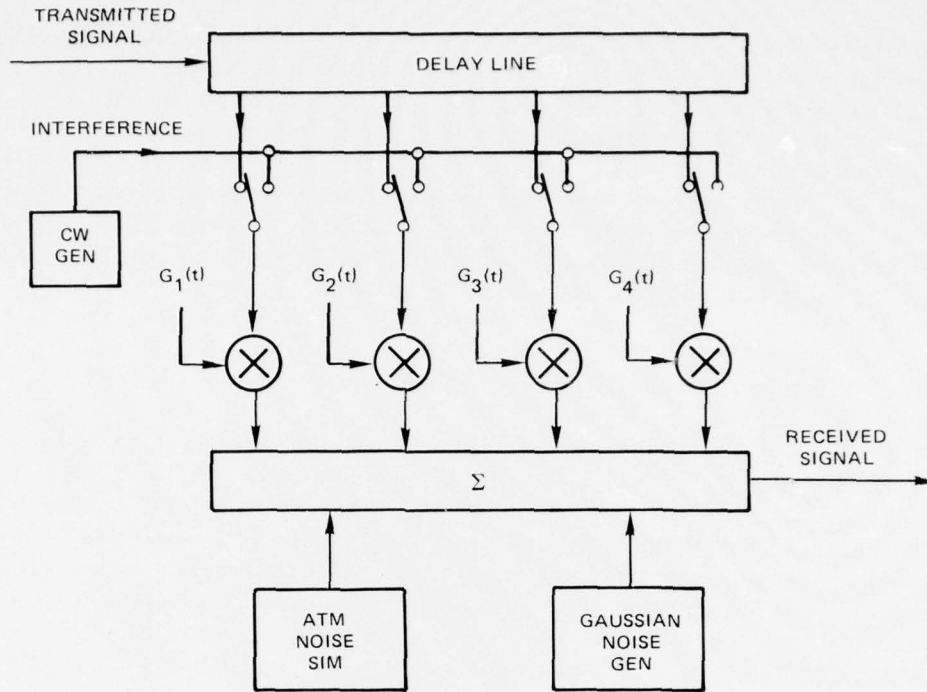 TRANSMITTED
SIGNAL
DELAY LINE
INTERFERENCE
CW
GEN
G1(t)
G2(t)
G3(t)
G4(t)
RECEIVED
SIGNAL
Σ
ATM
NOISE
SIM
GAUSSIAN
NOISE
GEN